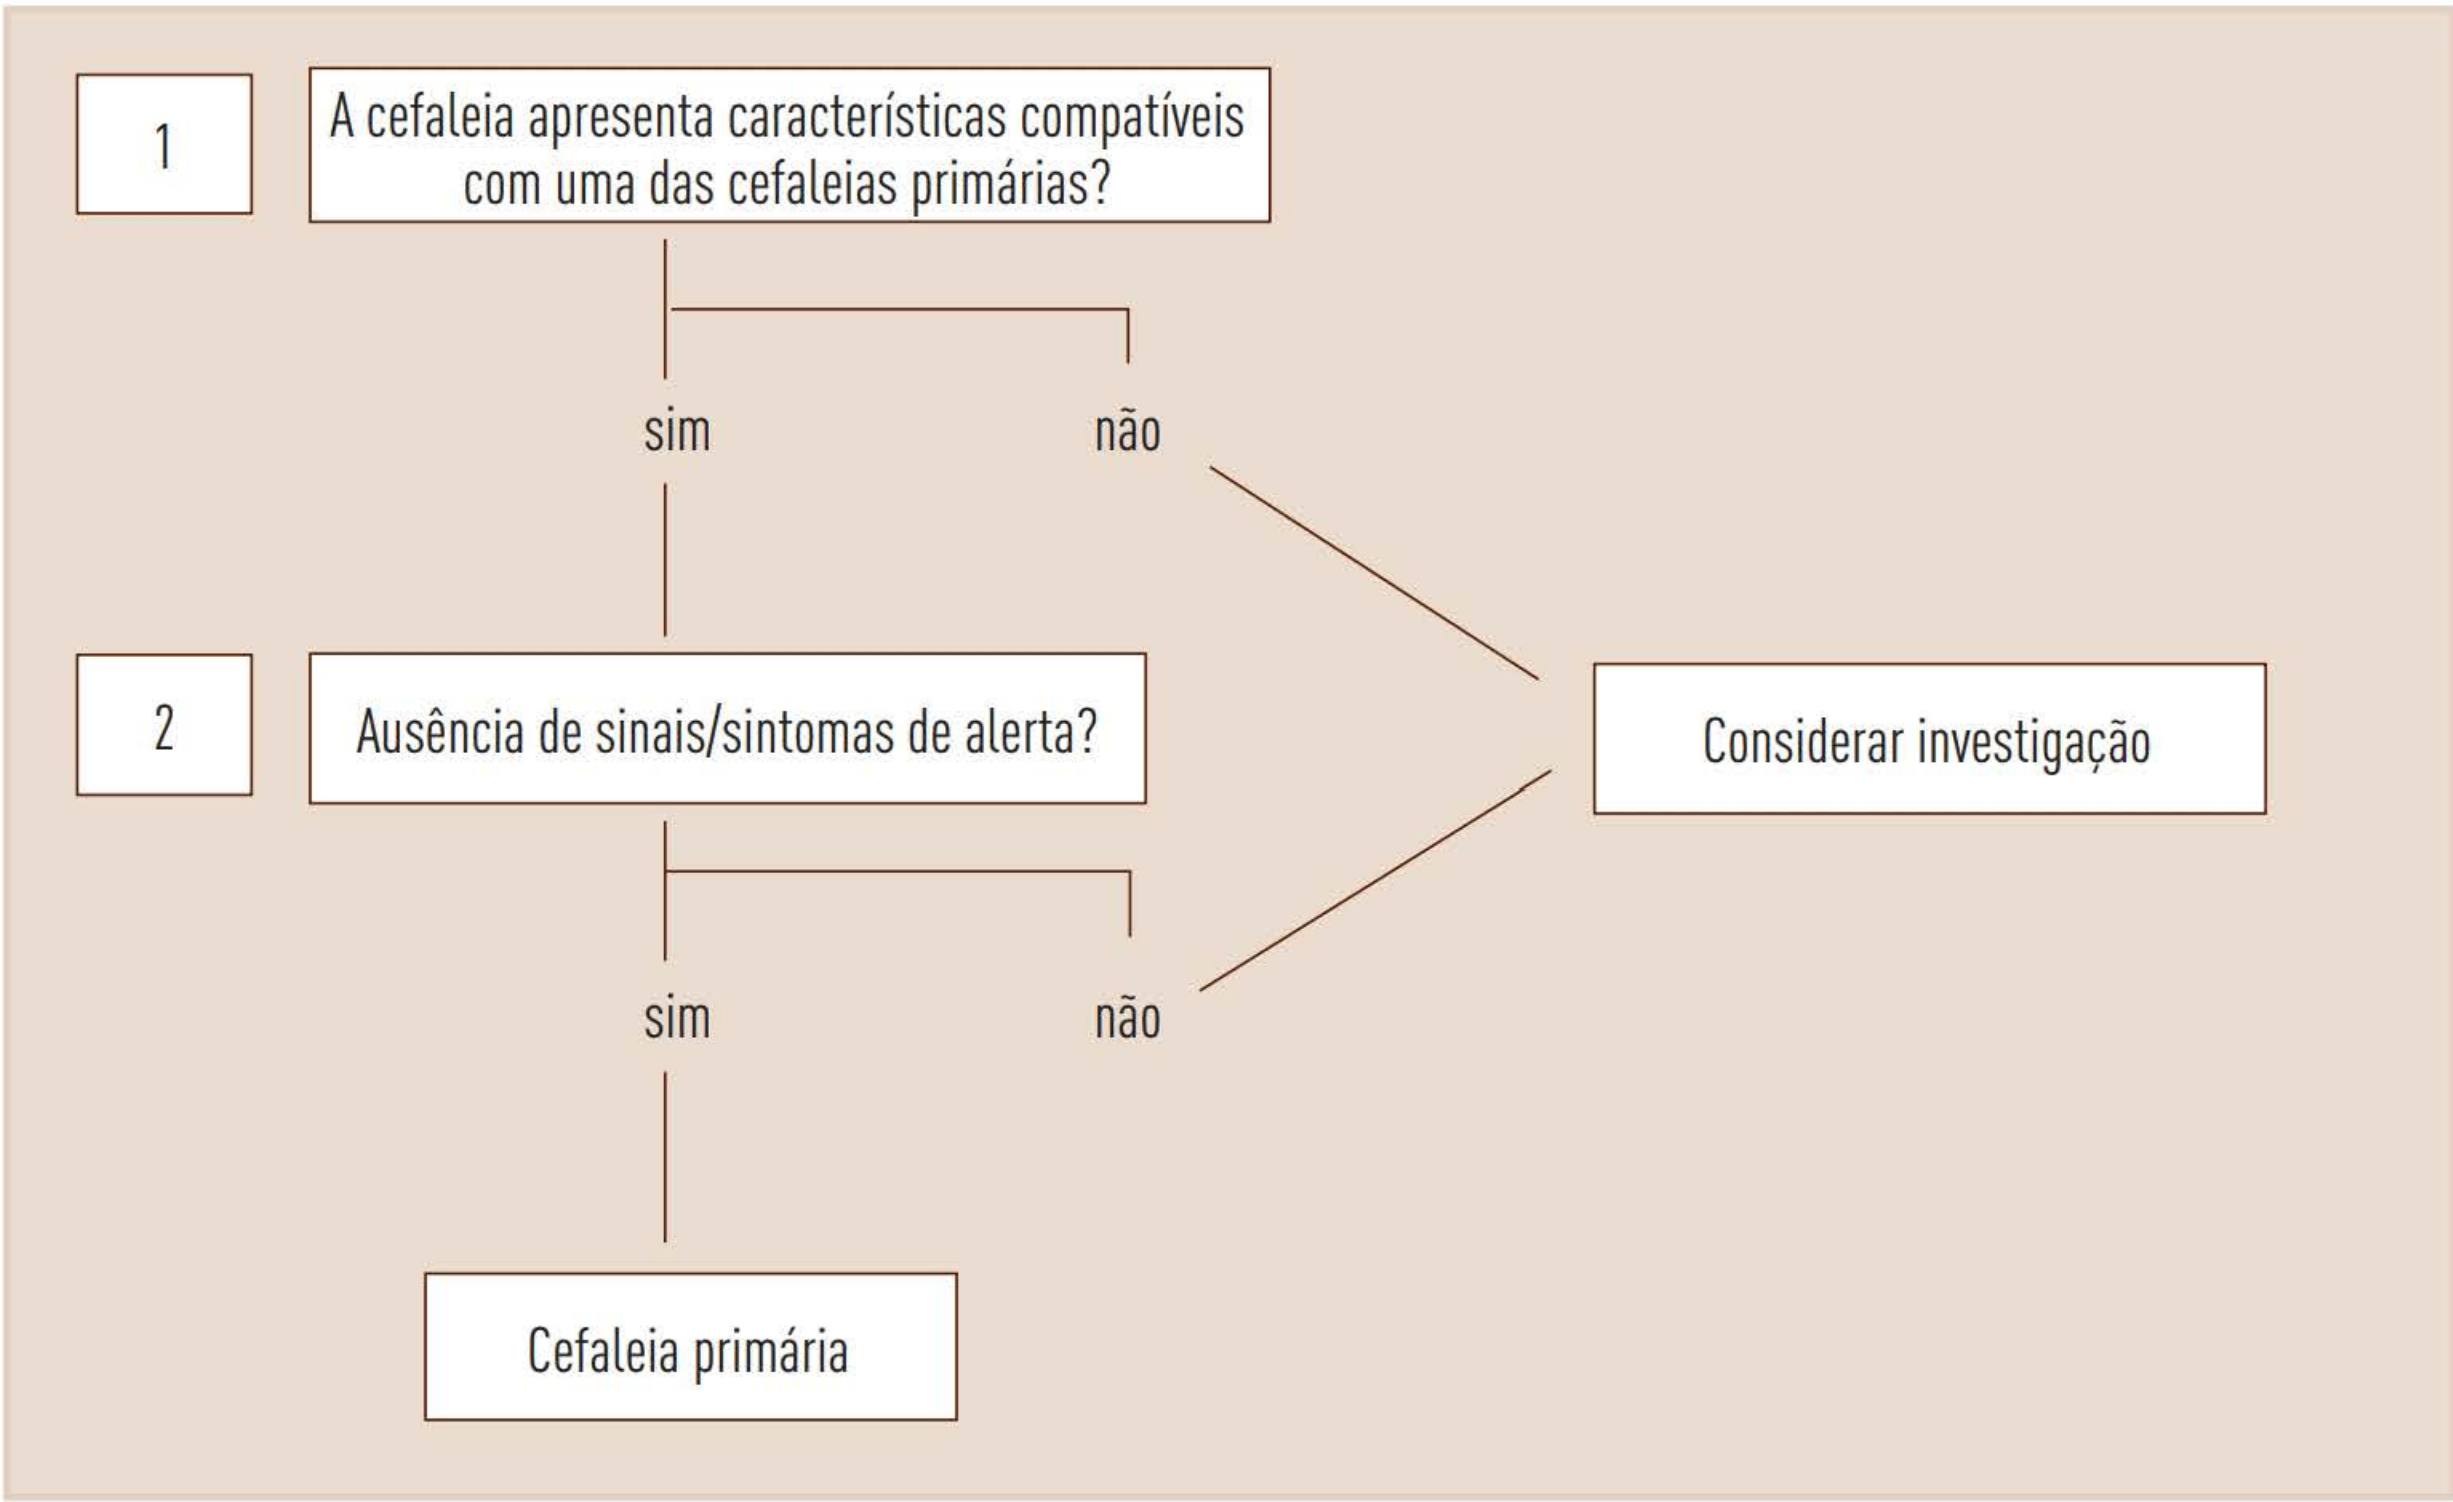 1
A cefaleia apresenta características compatíveis
com uma das cefaleias primárias?
sim
não
2
Ausência de sinais/sintomas de alerta?
Considerar investigação
sim
não
Cefaleia primária